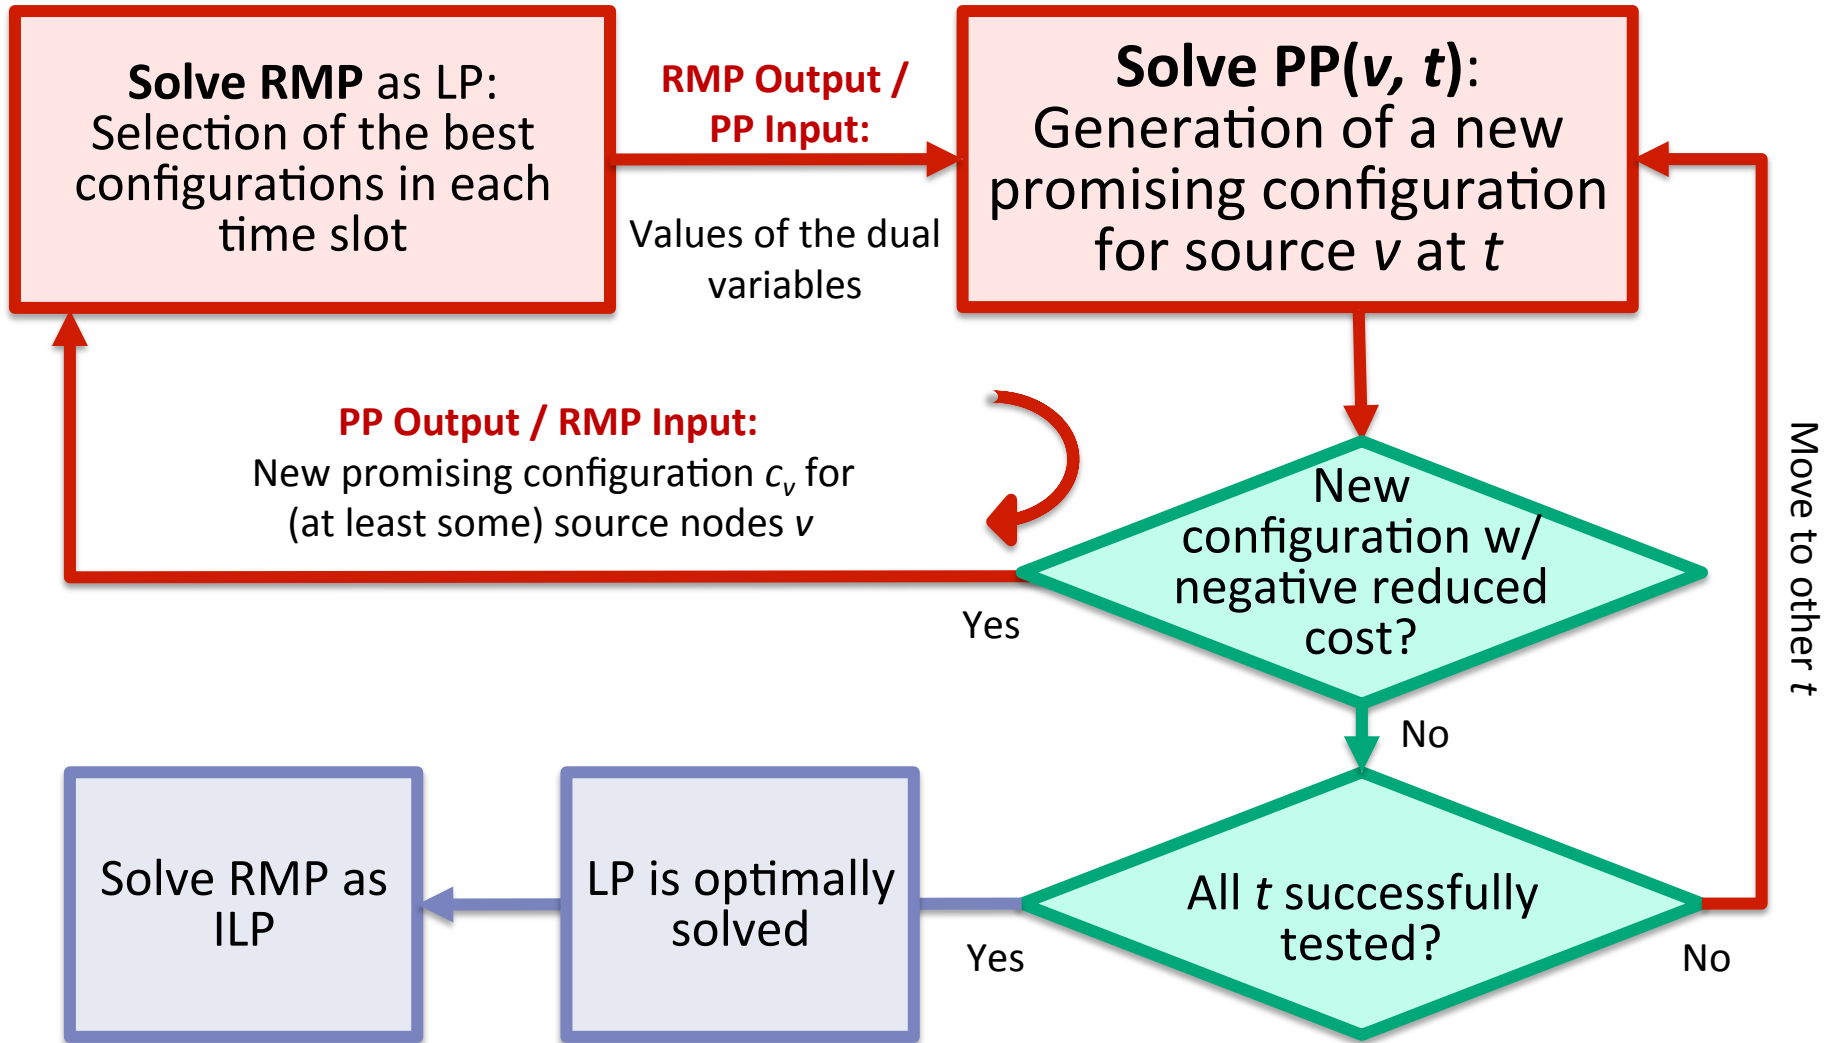 Solve RMP as LP:
Selection of the best
configurations in each
time slot
RMP Output /
PP Input:
Values of the dual
variables
Solve PP(v, t):
Generation of a new
promising configuration
for source v at t
PP Output / RMP Input:
New promising configuration cv for
(at least some) source nodes v
New
configuration w/
negative reduced
cost?
Yes
No
Move to other t
All t successfully
tested?
Yes
No
LP is optimally
solved
Solve RMP as
ILP